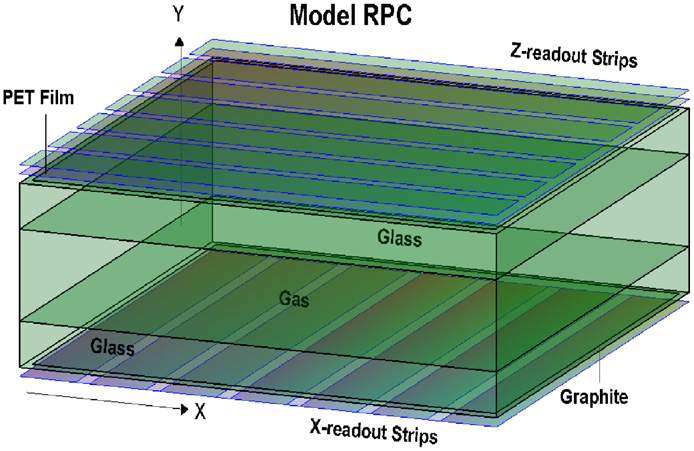 Model RPC
Y
Z-readout Strips
PET Film
Glass
Gas
Glass
Graphite
X
X-readout Strips